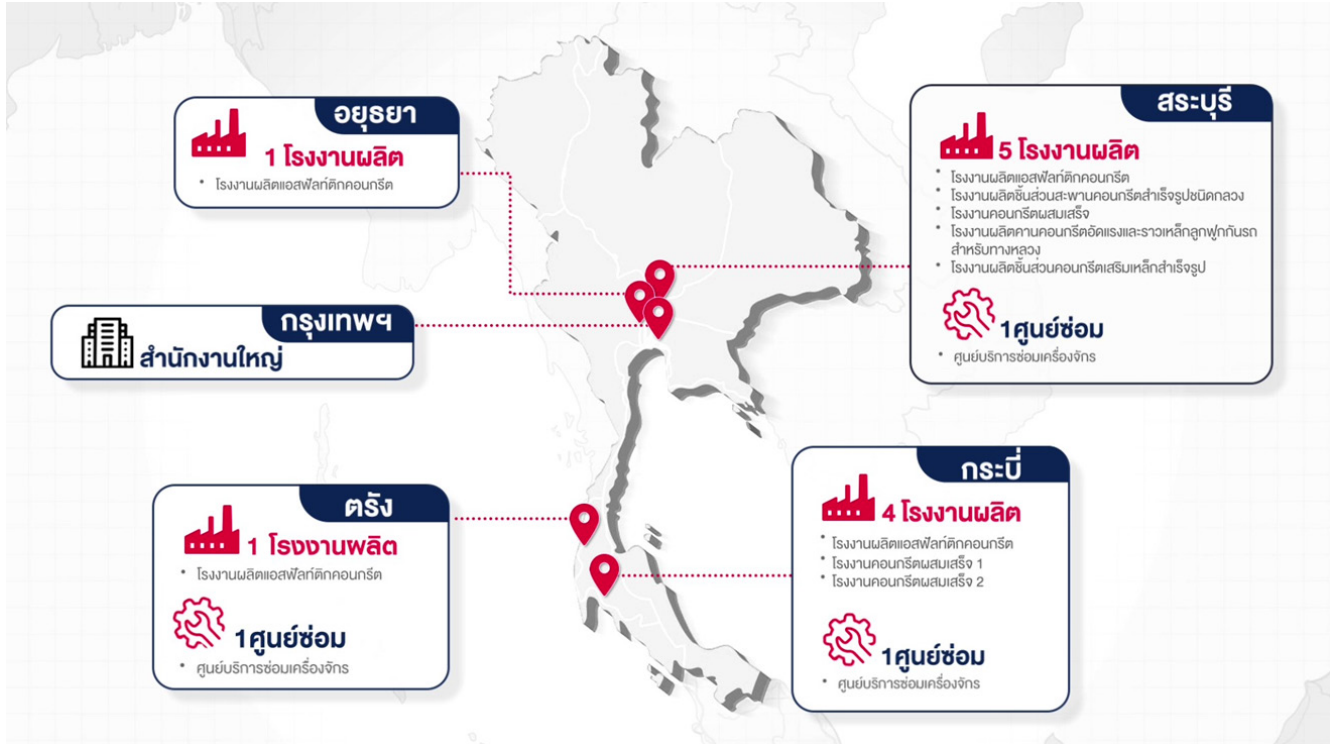 อยุธยา
1 โรงงานผลิต
* โรงงานผลิตแอสฟัลท์ติกคอนกรีต
สระบุรี
5 โรงงานผลิต
* โรงงานผลิตแอสฟัลท์ติกคอนกรีต
* โรงงานผลิตชิ้นส่วนสะพานคอนกรีตสำเร็จรูปชนิดกลวง
* โรงงานคอนกรีตผสมเสร็จ
* โรงงานผลิตคานคอนกรีตอัดแรงและราวเหล็กลูกฟูกกันรถ
สำหรับทางหลวง
* โรงงานผลิตชิ้นส่วนคอนกรีตเสริมเหล็กสำเร็จรูป
1ศูนย์ซ่อม
* ศูนย์บริการซ่อมเครื่องจักร
กรุงเทพฯ
สำนักงานใหญ่
ตรัง
1 โรงงานผลิต
* โรงงานผลิตแอสฟัลท์ติกคอนกรีต
1ศูนย์ซ่อม
* ศูนย์บริการซ่อมเครื่องจักร
กระบี่
4 โรงงานผลิต
* โรงงานผลิตแอสฟัลท์ติกคอนกรีต
* โรงงานคอนกรีตผสมเสร็จ 1
* โรงงานคอนกรีตผสมเสร็จ 2
1ศูนย์ซ่อม
* ศูนย์บริการซ่อมเครื่องจักร